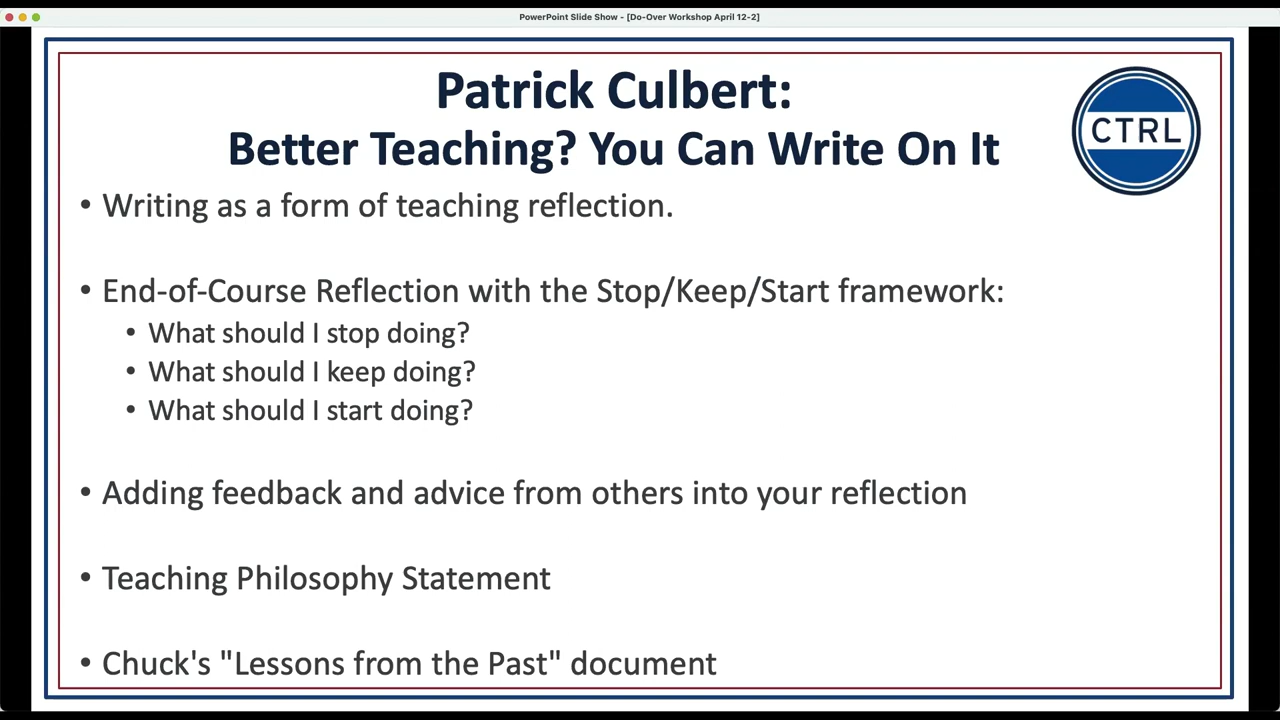 PowerPoint Slide Show - [Do-Over Workshop April 12-2]
Patrick Culbert:
Better Teaching? You Can Write On It
CTRL
• Writing as a form of teaching reflection.
• End-of-Course Reflection with the Stop/Keep/Start framework:
• What should I stop doing?
• What should I keep doing?
• What should I start doing?
• Adding feedback and advice from others into your reflection
• Teaching Philosophy Statement
• Chuck's "Lessons from the Past" document